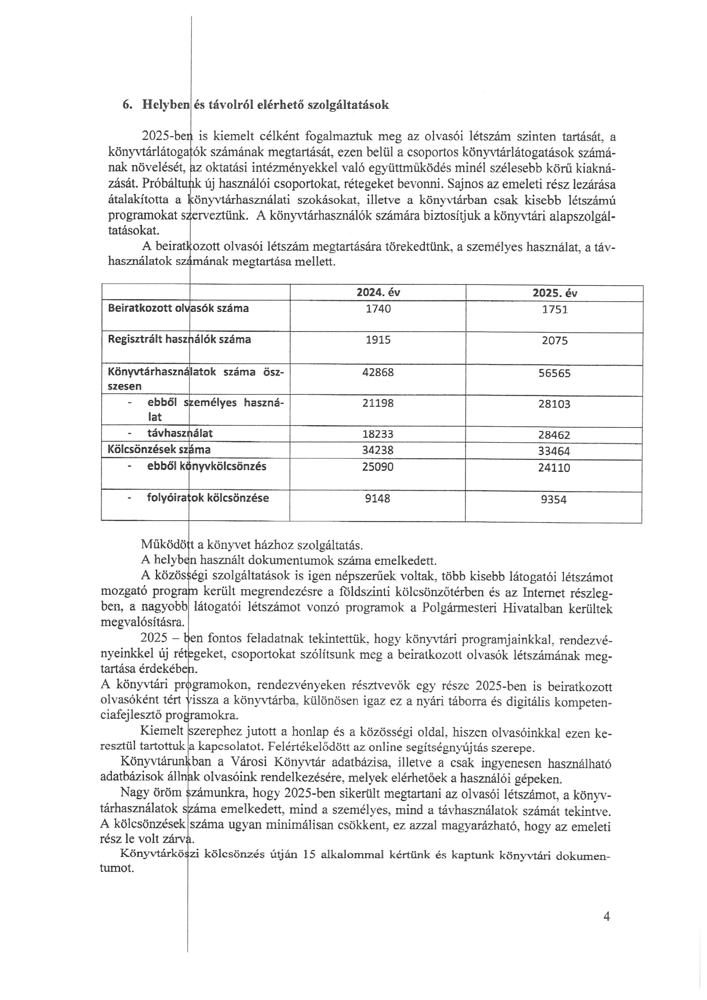 6. Helyben és távolról elérhető szolgáltatások
2025-ben is kiemelt célként fogalmaztuk meg az olvasói létszám szinten tartását, a
könyvtárlátogatók számának megtartását, ezen belül a csoportos könyvtárlátogatások számá-
nak növelését, az oktatási intézményekkel való együttműködés minél szélesebb körű kiakná-
zását. Próbáltunk új használói csoportokat, rétegeket bevonni. Sajnos az emeleti rész lezárása
átalakította a könyvtárhasználati szokásokat, illetve a könyvtárban csak kisebb létszámú
programokat szerveztünk. A könyvtárhasználók számára biztosítjuk a könyvtári alapszolgál-
tatásokat.
A beiratkozott olvasói létszám megtartására törekedtünk, a személyes használat, a táv-
használatok számának megtartása mellett.
2024. év 2025. év
Beiratkozott olvasók száma 1740 1751
Regisztrált használók száma 1915 2075
Könyvtárhasználatok száma ösz- 42868 56565
szesen
- ebből személyes haszná- 21198 28103
lat
- távhasználat 18233 28462
Kölcsönzések száma 34238 33464
- ebből könyvkölcsönzés 25090 24110
- folyóiratok kölcsönzése 9148 9354
Működött a könyvet házhoz szolgáltatás.
A helyben használt dokumentumok száma emelkedett.
A közösségi szolgáltatások is igen népszerűek voltak, több kisebb látogatói létszámot
mozgató program került megrendezésre a földszinti kölcsönzőtérben és az Internet részleg-
ben, a nagyobb látogatói létszámot vonzó programok a Polgármesteri Hivatalban kerültek
megvalósításra.
2025 – ben fontos feladatnak tekintettük, hogy könyvtári programjainkkal, rendezvé-
nyeinkkel új rétegeket, csoportokat szólítsunk meg a beiratkozott olvasók létszámának meg-
tartása érdekében.
A könyvtári programokon, rendezvényeken résztvevők egy része 2025-ben is beiratkozott
olvasóként tért vissza a könyvtárba, különösen igaz ez a nyári táborra és digitális kompeten-
ciafejlesztő programokra.
Kiemelt szerephez jutott a honlap és a közösségi oldal, hiszen olvasóinkkal ezen ke-
resztül tartottuk a kapcsolatot. Felértékelődött az online segítségnyújtás szerepe.
Könyvtárunkban a Városi Könyvtár adatbázisa, illetve a csak ingyenesen használható
adatbázisok állnak olvasóink rendelkezésére, melyek elérhetőek a használói gépeken.
Nagy öröm számunkra, hogy 2025-ben sikerült megtartani az olvasói létszámot, a könyv-
tárhasználatok száma emelkedett, mind a személyes, mind a távhasználatok számát tekintve.
A kölcsönzések száma ugyan minimálisan csökkent, ez azzal magyarázható, hogy az emeleti
rész le volt zárva.
Könyvtárköszi kölcsönzés útján 15 alkalommal kértünk és kaptunk könyvtári dokumen-
tumot.
4